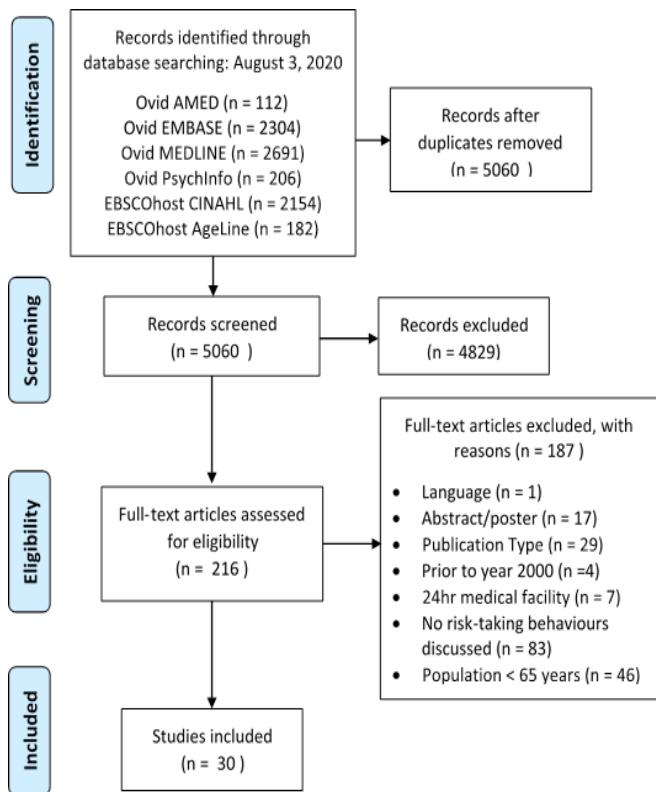 Identification
Records identified through
database searching: August 3, 2020
Ovid AMED (n = 112)
Ovid EMBASE (n = 2304)
Ovid MEDLINE (n = 2691)
Ovid PsychInfo (n = 206)
EBSCOhost CINAHL (n = 2154)
EBSCOhost AgeLine (n = 182)
Records after
duplicates removed
(n = 5060 )
Screening
Records screened
(n = 5060 )
Records excluded
(n = 4829)
Eligibility
Full-text articles assessed
for eligibility
(n = 216 )
Full-text articles excluded, with
reasons (n = 187 )
• Language (n = 1)
• Abstract/poster (n = 17)
• Publication Type (n = 29)
• Prior to year 2000 (n =4)
• 24hr medical facility (n = 7)
• No risk-taking behaviours
discussed (n = 83)
• Population < 65 years (n = 46)
Included
Studies included
(n = 30 )